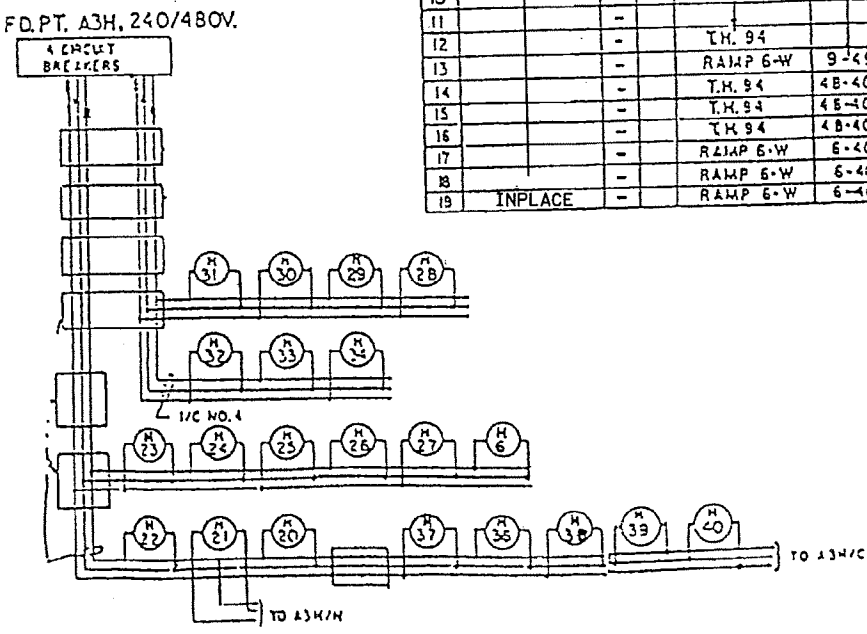 FD.PT. A3H, 240/480V.
4 CIRCUIT
BREAKERS
11 -
12 - T.H. 94
13 - RAMP 6-W
14 - T.H. 94
15 - T.H. 94
16 - T.H. 94
17 - RAMP 6-W
18 - RAMP 6-W
19 INPLACE - RAMP 6-W
H 31
H 30
H 29
H 28
H 32
H 33
H 34
1/C NO. 4
H 23
H 24
H 25
H 26
H 27
H 6
H 22
H 21
H 20
H 37
H 36
H 38
H 39
H 40
TO A3H/C
TO A3H/H